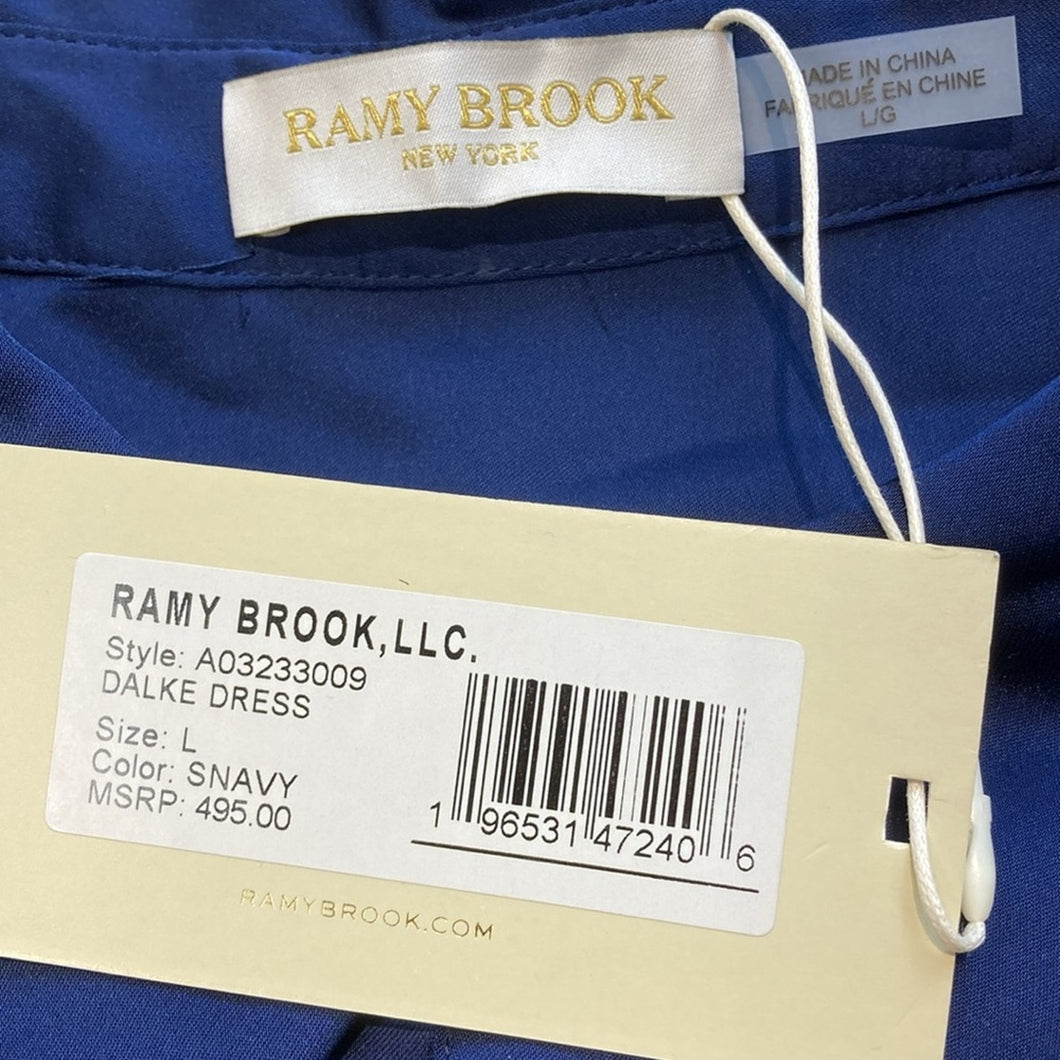 RAMY BROOK
NEW YORK
MADE IN CHINA
FABRIQUÉ EN CHINE
L/G
RAMY BROOK,LLC.
Style: A03233009
DALKE DRESS
Size: L
Color: SNAVY
MSRP: 495.00
1 96531 47240 6
RAMYBROOK.COM